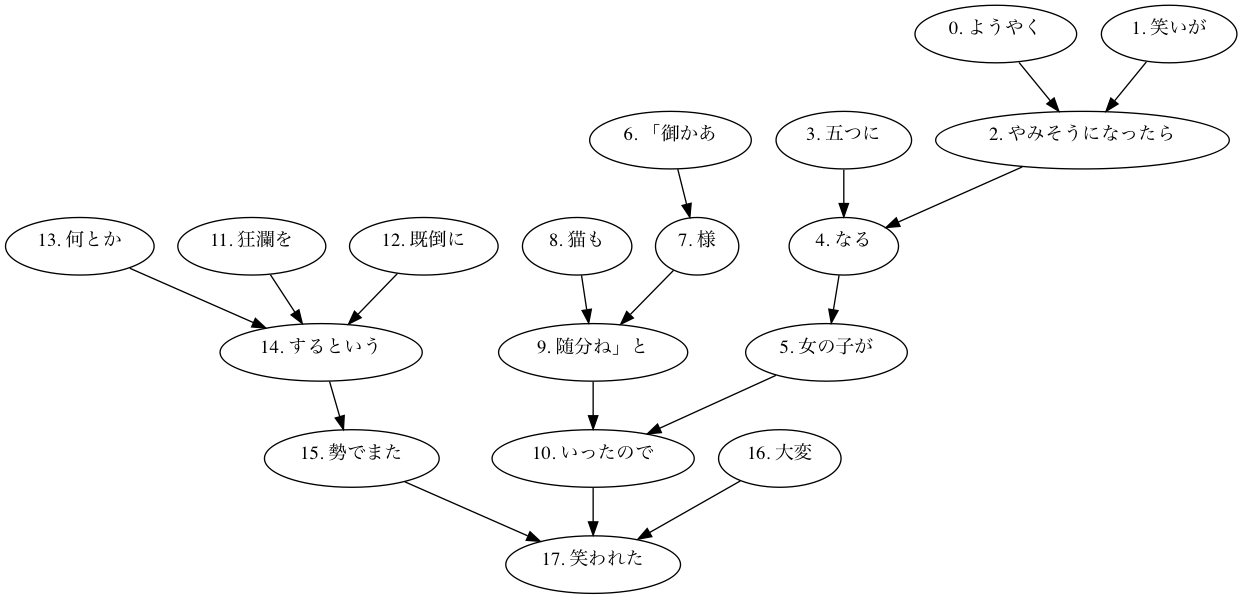 0. ようやく
1. 笑いが
6. 「御かあ
3. 五つに
2. やみそうになったら
13. 何とか
11. 狂瀾を
12. 既倒に
8. 猫も
7. 様
4. なる
14. するという
9. 随分ね」と
5. 女の子が
15. 勢でまた
10. いったので
16. 大変
17. 笑われた